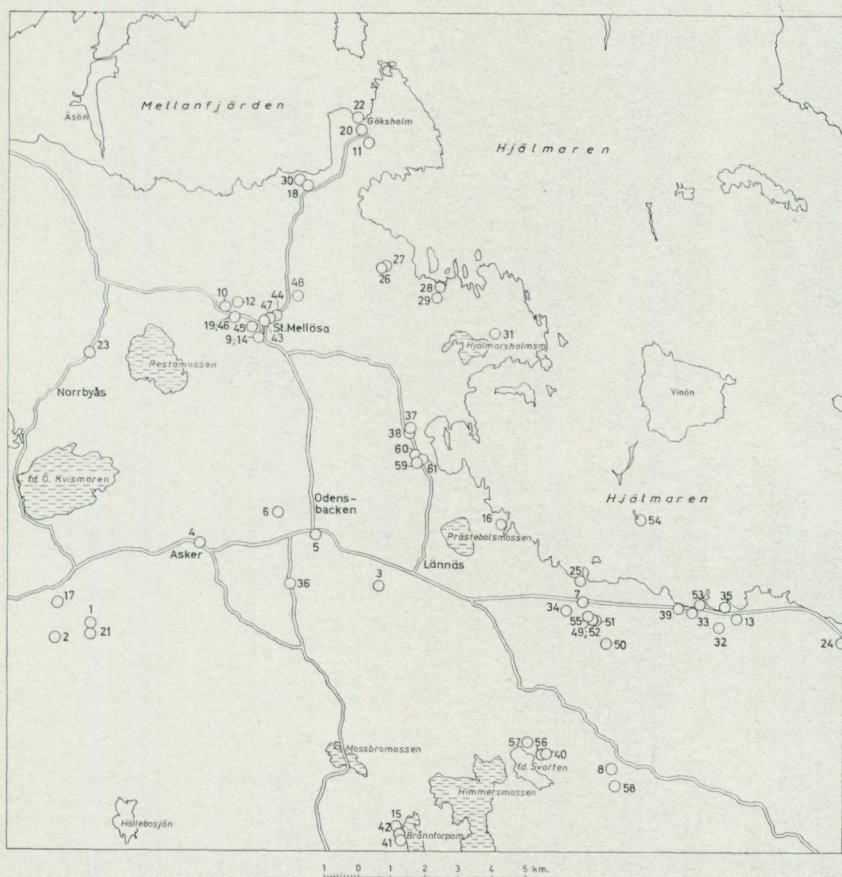 Mellanfjärden
Äsön
22
Göksholm
20
11
Hjälmaren
30
18
27
26
28
29
48
10
12
44
47
19;46
45
St.Mellösa
9;14
43
31
Hjälmarsholmsm.
23
Restamossen
Vinön
Norrbyås
37
38
60
59
61
fd. Ö. Kvismaren
Hjälmaren
6
Odens-
backen
16
54
Prästebolsmossen
4
5
Asker
Lännäs
3
25
36
17
7
53
35
34
39
33
13
1
55
51
32
49;52
2
21
50
24
57
56
40
Mossbromossen
fd. Svarten
8
Himmersmossen
58
Hällebosjön
15
42
Bränntorpam.
41
1 0 1 2 3 4 5 km.